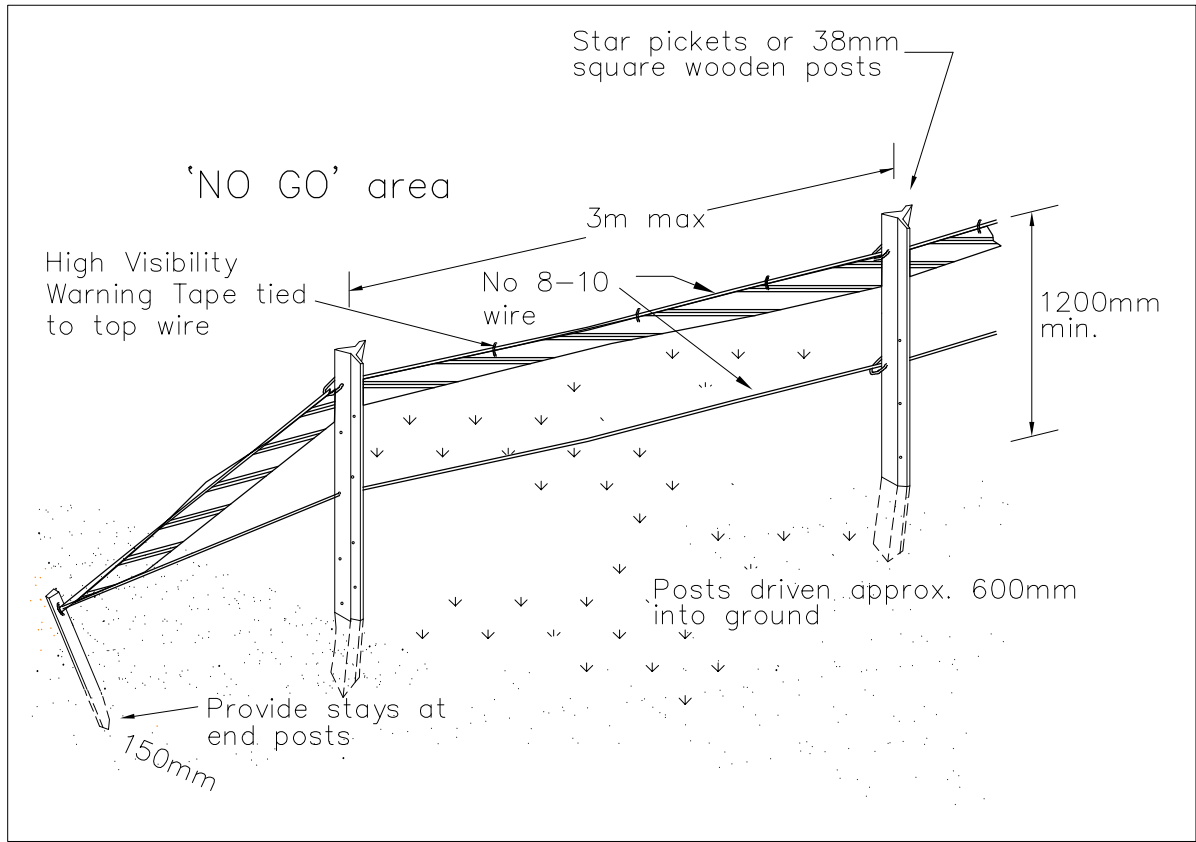 Star pickets or 38mm
square wooden posts
'NO GO' area
3m max
High Visibility
Warning Tape tied
to top wire
No 8-10
wire
1200mm
min.
Posts driven approx. 600mm
into ground
Provide stays at
end posts
150mm